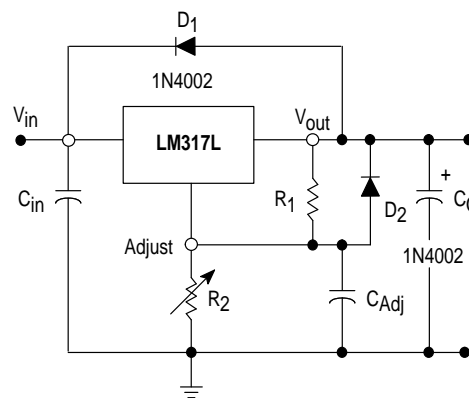 D1
1N4002
Vin
LM317L
Vout
Cin
R1
D2
+
Adjust
1N4002
R2
CAdj